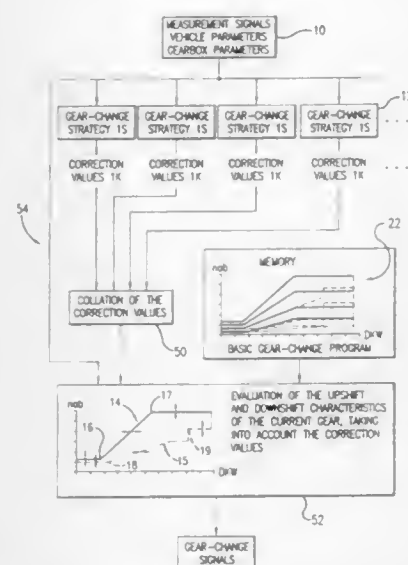 MEASUREMENT SIGNALS
VEHICLE PARAMETERS
GEARBOX PARAMETERS
10
GEAR-CHANGE
STRATEGY 1S
GEAR-CHANGE
STRATEGY 1S
GEAR-CHANGE
STRATEGY 1S
GEAR-CHANGE
STRATEGY 1S
CORRECTION
VALUES 1K
CORRECTION
VALUES 1K
CORRECTION
VALUES 1K
CORRECTION
VALUES 1K
54
MEMORY
nab
22
DKW
BASIC GEAR-CHANGE PROGRAM
COLLATION OF THE
CORRECTION VALUES
50
nab
14
17
16
18
15
19
DKW
EVALUATION OF THE UPSHIFT
AND DOWNSHIFT CHARACTERISTICS
OF THE CURRENT GEAR, TAKING
INTO ACCOUNT THE CORRECTION
VALUES
52
GEAR-CHANGE
SIGNALS